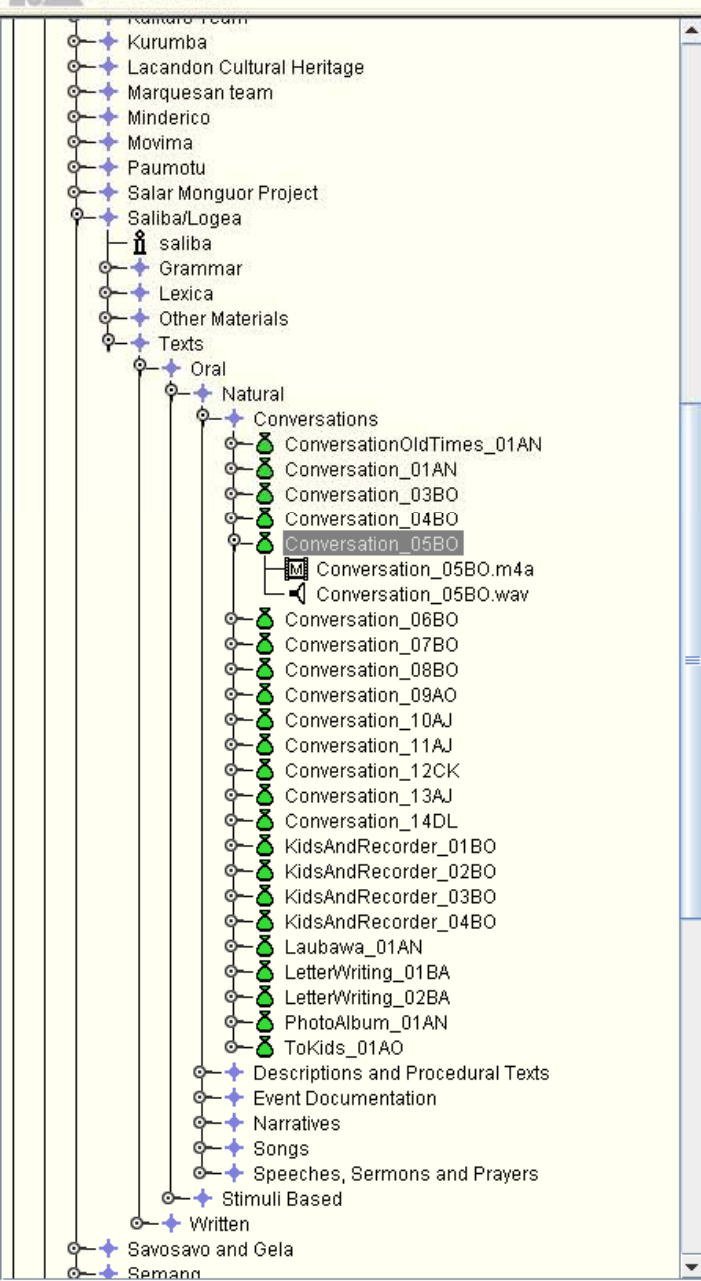 Kurumba
Lacandon Cultural Heritage
Marquesan team
Minderico
Movima
Paumotu
Salar Monguor Project
Saliba/Logea
saliba
Grammar
Lexica
Other Materials
Texts
Oral
Natural
Conversations
ConversationOldTimes_01AN
Conversation_01AN
Conversation_03BO
Conversation_04BO
Conversation_05BO
Conversation_05BO.m4a
Conversation_05BO.wav
Conversation_06BO
Conversation_07BO
Conversation_08BO
Conversation_09AO
Conversation_10AJ
Conversation_11AJ
Conversation_12CK
Conversation_13AJ
Conversation_14DL
KidsAndRecorder_01BO
KidsAndRecorder_02BO
KidsAndRecorder_03BO
KidsAndRecorder_04BO
Laubawa_01AN
LetterWriting_01BA
LetterWriting_02BA
PhotoAlbum_01AN
ToKids_01AO
Descriptions and Procedural Texts
Event Documentation
Narratives
Songs
Speeches, Sermons and Prayers
Stimuli Based
Written
Savosavo and Gela
Semang